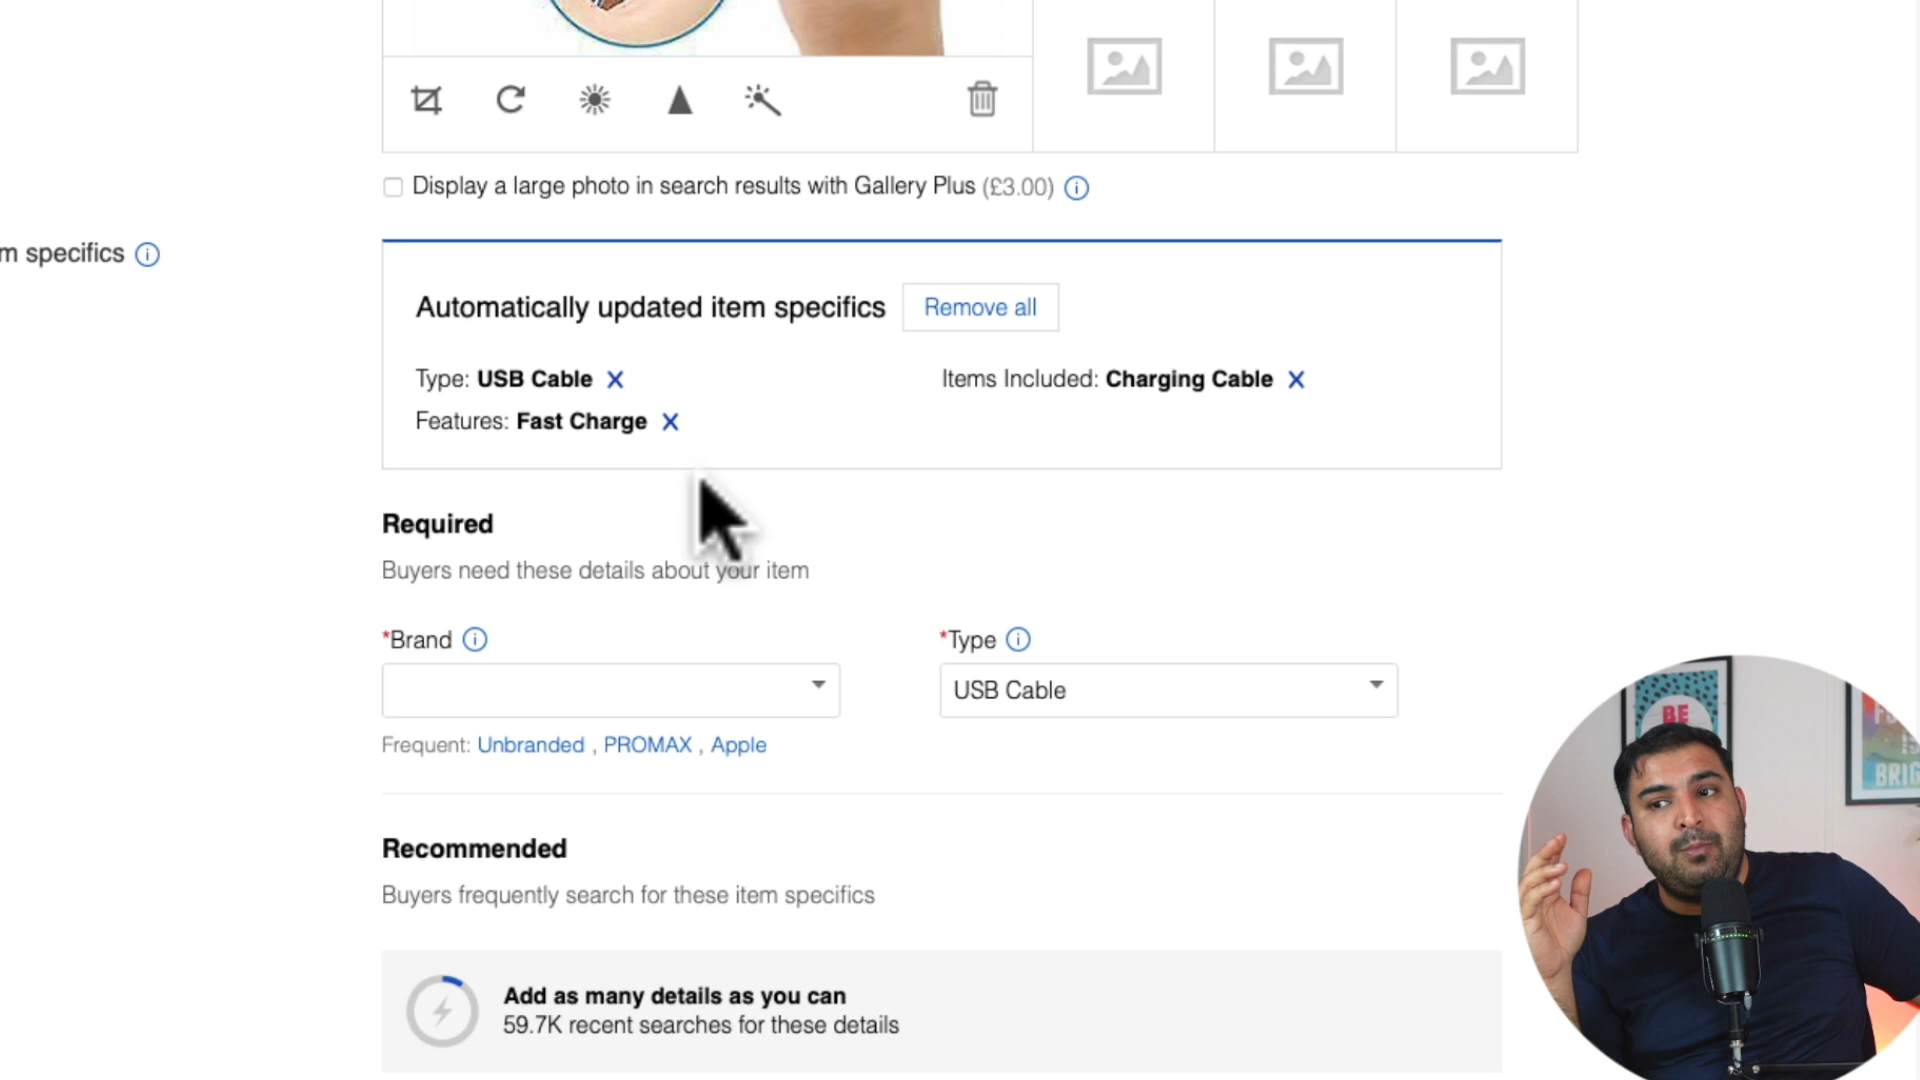 Display a large photo in search results with Gallery Plus (£3.00)
m specifics
Automatically updated item specifics
Remove all
Type: USB Cable X
Items Included: Charging Cable X
Features: Fast Charge X
Required
Buyers need these details about your item
*Brand
*Type
USB Cable
Frequent: Unbranded , PROMAX , Apple
Recommended
Buyers frequently search for these item specifics
Add as many details as you can
59.7K recent searches for these details
BE
BRIG